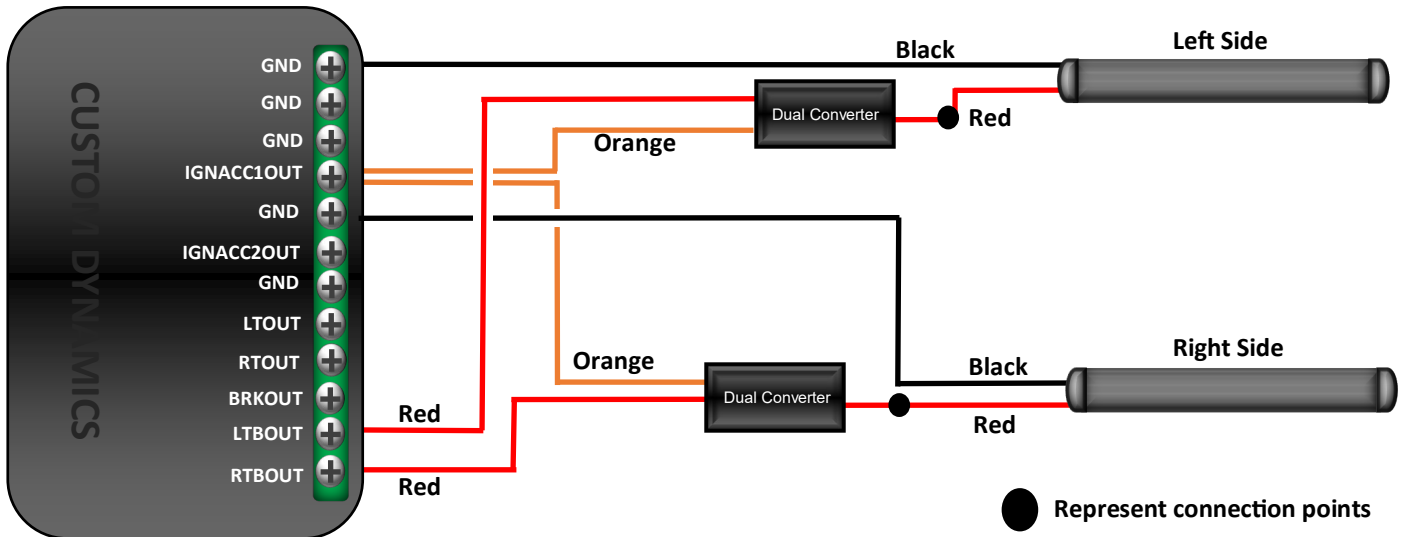 CUSTOM DYNAMICS
GND
GND
GND
IGNACC1OUT
GND
IGNACC2OUT
GND
LTOUT
RTOUT
BRKOUT
LTBOUT
RTBOUT
Black
Left Side
Dual Converter
Red
Orange
Orange
Dual Converter
Right Side
Black
Red
Red
Red
Represent connection points